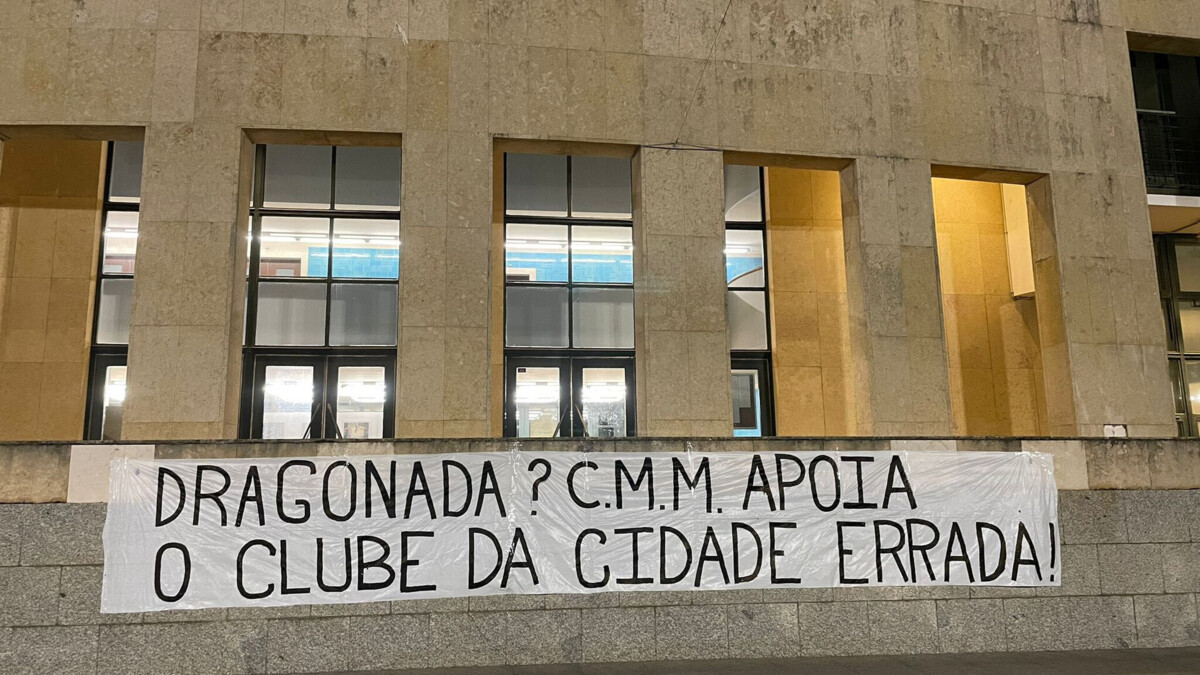 DRAGONADA? C.M.M. APOIA
O CLUBE DA CIDADE ERRADA!